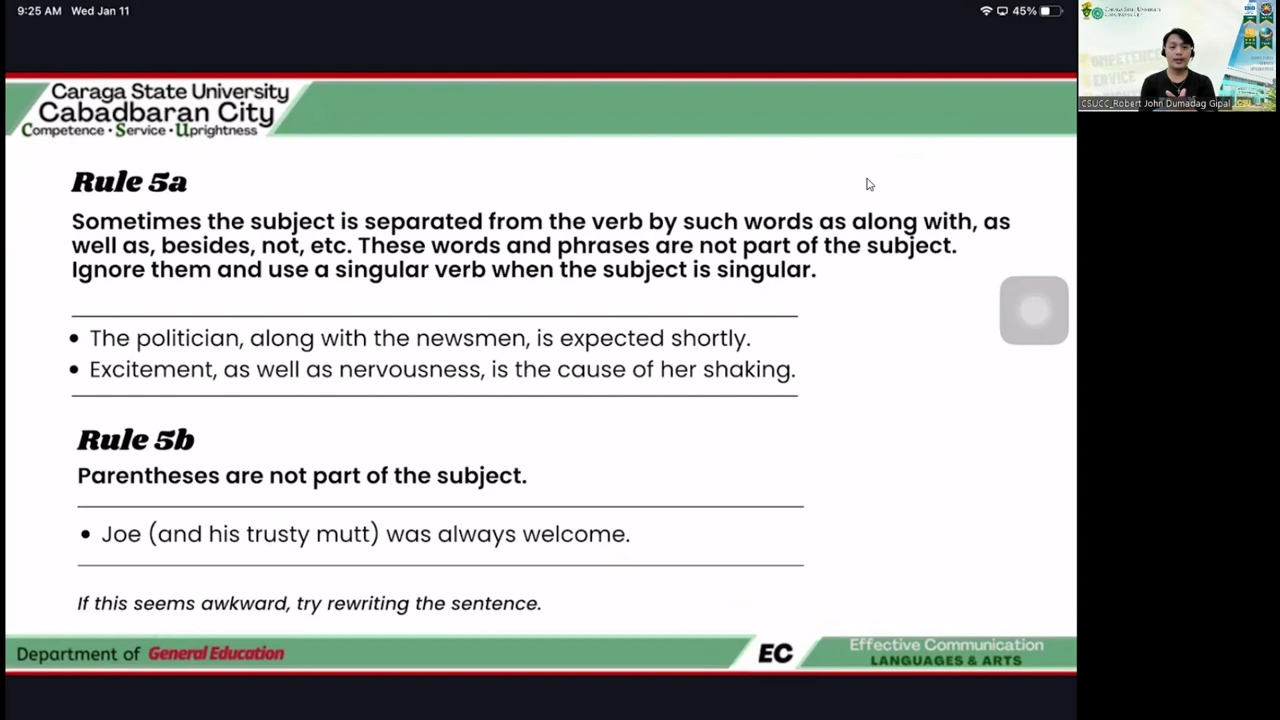 9:25 AM Wed Jan 11
45%
Caraga State University
Cabadbaran City
Competence • Service • Uprightness
CSUCC_Robert John Dumadag Gipal
Rule 5a
Sometimes the subject is separated from the verb by such words as along with, as
well as, besides, not, etc. These words and phrases are not part of the subject.
Ignore them and use a singular verb when the subject is singular.
• The politician, along with the newsmen, is expected shortly.
• Excitement, as well as nervousness, is the cause of her shaking.
Rule 5b
Parentheses are not part of the subject.
• Joe (and his trusty mutt) was always welcome.
If this seems awkward, try rewriting the sentence.
Department of General Education
EC
Effective Communication
LANGUAGES & ARTS